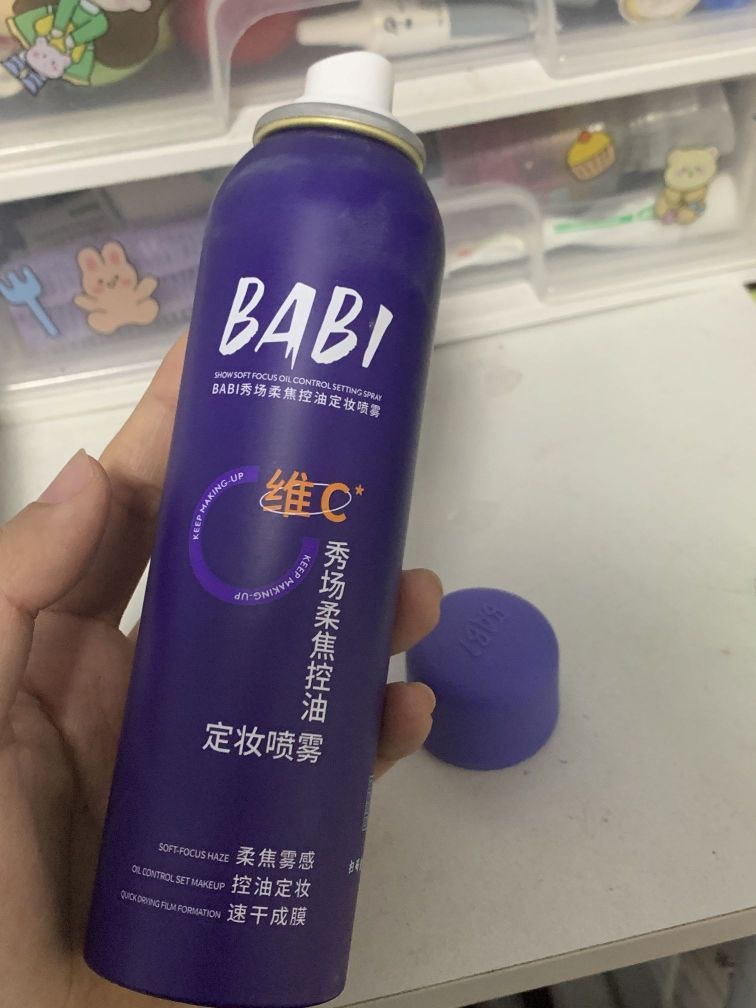 BABI
SHOW SOFT FOCUS OIL CONTROL SETTING SPRAY
BABI秀场柔焦控油定妆喷雾
维C*
KEEP MAKING-UP
KEEP MAKING-UP
秀场柔焦控油
定妆喷雾
SOFT-FOCUS HAZE 柔焦雾感
OIL CONTROL SET MAKEUP 控油定妆
QUICK DRYING FILM FORMATION 速干成膜
BABI